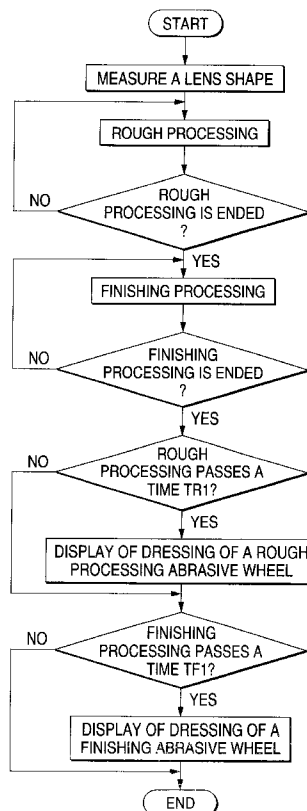 START
MEASURE A LENS SHAPE
ROUGH PROCESSING
ROUGH
PROCESSING IS ENDED
?
NO
YES
FINISHING PROCESSING
FINISHING
PROCESSING IS ENDED
?
NO
YES
ROUGH
PROCESSING PASSES A
TIME TR1?
NO
YES
DISPLAY OF DRESSING OF A ROUGH
PROCESSING ABRASIVE WHEEL
FINISHING
PROCESSING PASSES A
TIME TF1?
NO
YES
DISPLAY OF DRESSING OF A
FINISHING ABRASIVE WHEEL
END